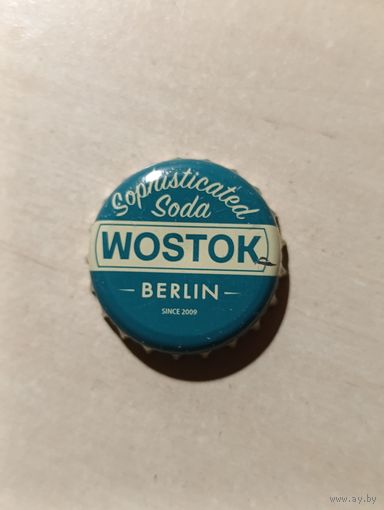 Sophisticated
Soda
WOSTOK
BERLIN
SINCE 2009
www.ay.by